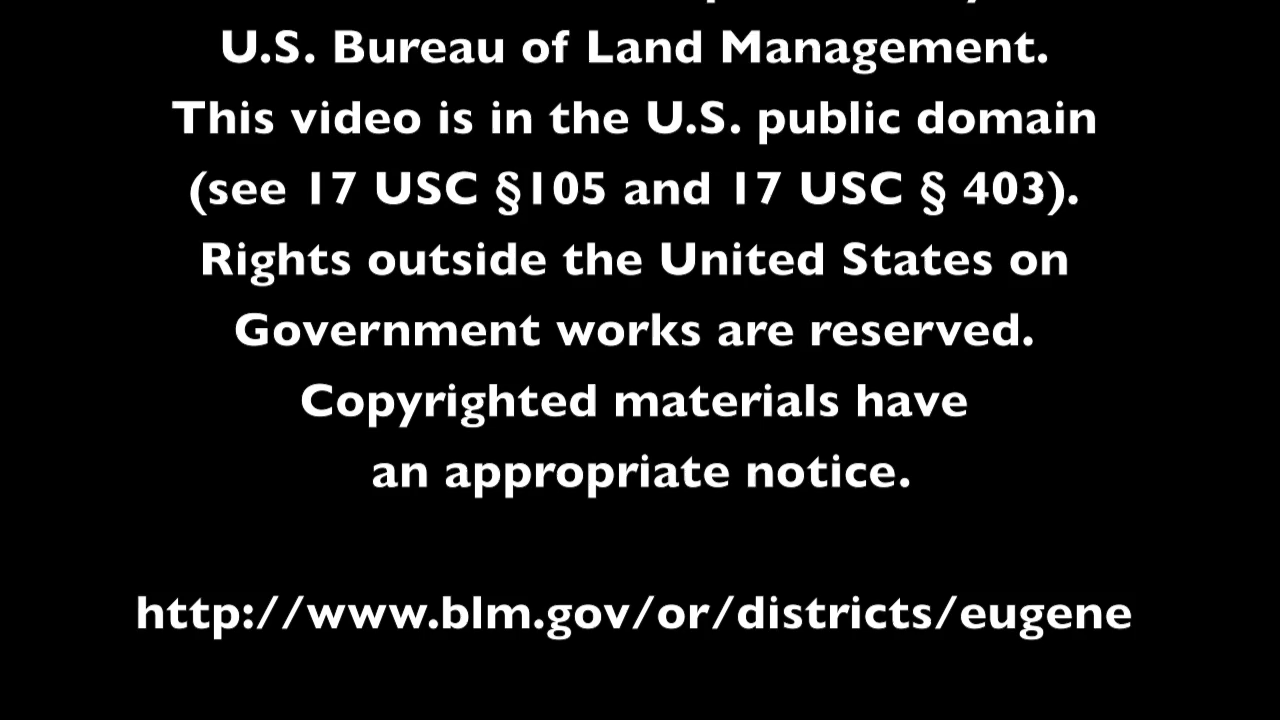 U.S. Bureau of Land Management.
This video is in the U.S. public domain
(see 17 USC §105 and 17 USC § 403).
Rights outside the United States on
Government works are reserved.
Copyrighted materials have
an appropriate notice.
http://www.blm.gov/or/districts/eugene